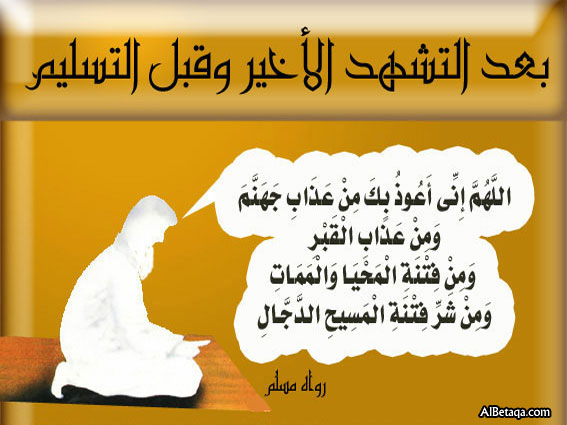 بعد التشهد الأخير وقبل التسليم
اللَّهُمَّ إِنِّى أَعُوذُ بِكَ مِنْ عَذَابِ جَهَنَّمَ
وَمِنْ عَذَابِ الْقَبْرِ
وَمِنْ فِتْنَةِ الْمَحْيَا وَالْمَمَاتِ
وَمِنْ شَرِّ فِتْنَةِ الْمَسِيحِ الدَّجَّالِ
رواه مسلم
AlBetaqa.com